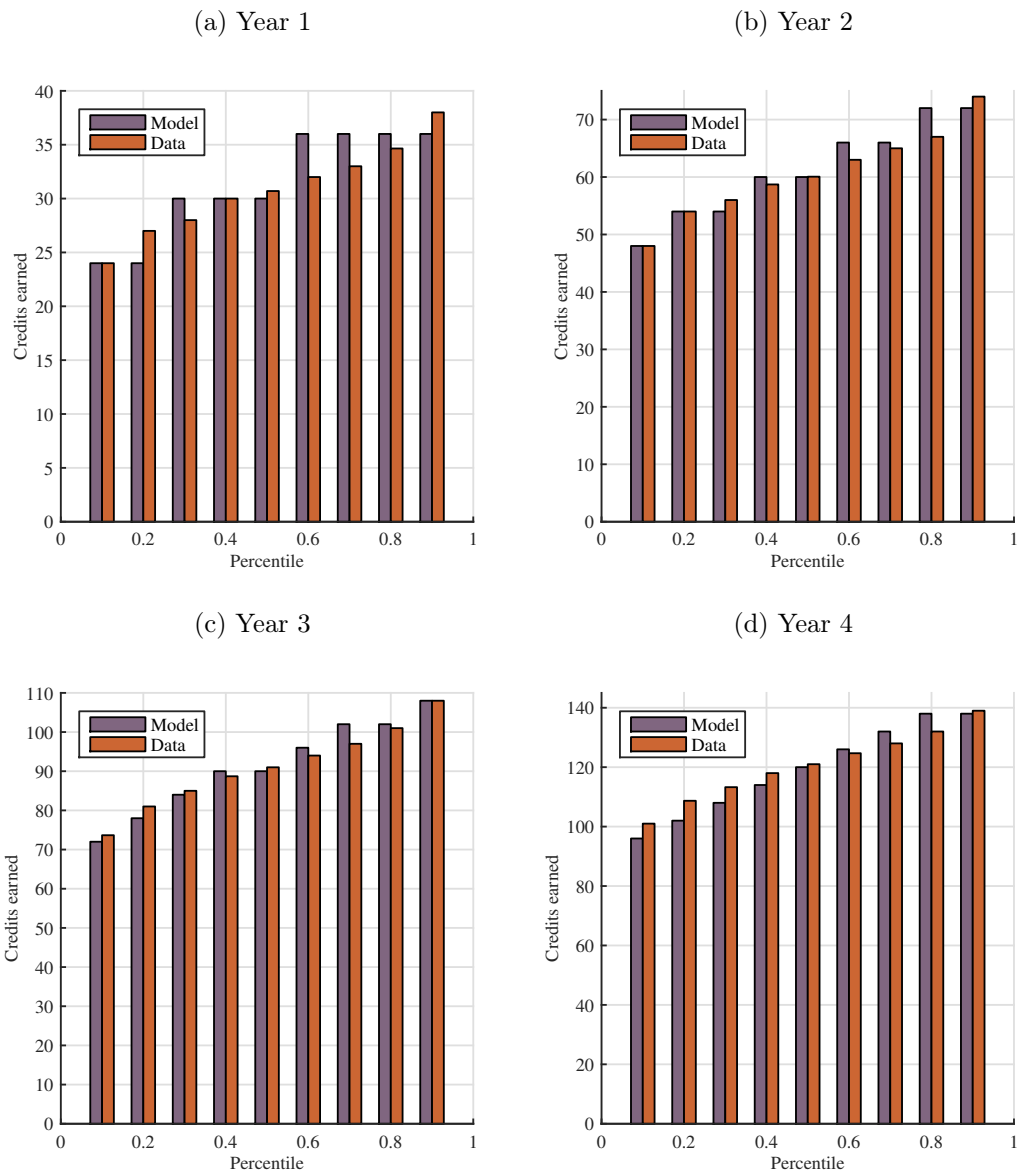 (a) Year 1
Credits earned
40
35
30
25
20
15
10
5
0
Model
Data
0 0.2 0.4 0.6 0.8 1
Percentile
(b) Year 2
Credits earned
70
60
50
40
30
20
10
0
Model
Data
0 0.2 0.4 0.6 0.8 1
Percentile
(c) Year 3
Credits earned
110
100
90
80
70
60
50
40
30
20
10
0
Model
Data
0 0.2 0.4 0.6 0.8 1
Percentile
(d) Year 4
Credits earned
140
120
100
80
60
40
20
0
Model
Data
0 0.2 0.4 0.6 0.8 1
Percentile